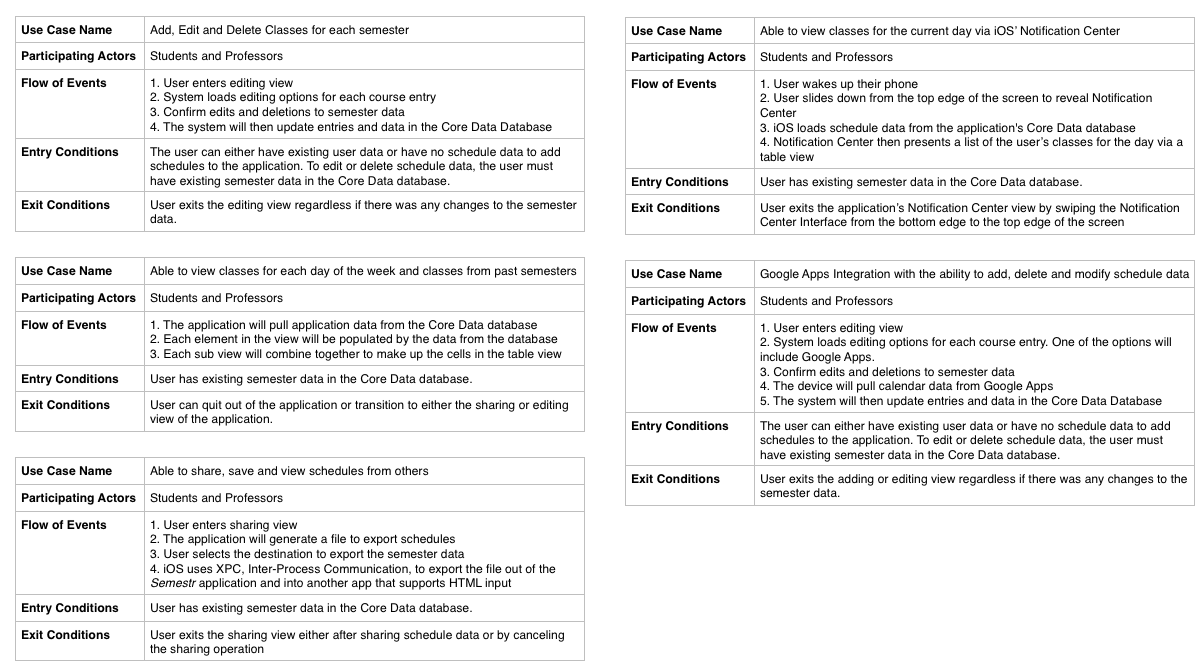 Use Case Name Add, Edit and Delete Classes for each semester
Participating Actors Students and Professors
Flow of Events 1. User enters editing view
2. System loads editing options for each course entry
3. Confirm edits and deletions to semester data
4. The system will then update entries and data in the Core Data Database
Entry Conditions The user can either have existing user data or have no schedule data to add
schedules to the application. To edit or delete schedule data, the user must
have existing semester data in the Core Data database.
Exit Conditions User exits the editing view regardless if there was any changes to the semester
data.
Use Case Name Able to view classes for each day of the week and classes from past semesters
Participating Actors Students and Professors
Flow of Events 1. The application will pull application data from the Core Data database
2. Each element in the view will be populated by the data from the database
3. Each sub view will combine together to make up the cells in the table view
Entry Conditions User has existing semester data in the Core Data database.
Exit Conditions User can quit out of the application or transition to either the sharing or editing
view of the application.
Use Case Name Able to share, save and view schedules from others
Participating Actors Students and Professors
Flow of Events 1. User enters sharing view
2. The application will generate a file to export schedules
3. User selects the destination to export the semester data
4. iOS uses XPC, Inter-Process Communication, to export the file out of the
Semestr application and into another app that supports HTML input
Entry Conditions User has existing semester data in the Core Data database.
Exit Conditions User exits the sharing view either after sharing schedule data or by canceling
the sharing operation
Use Case Name Able to view classes for the current day via iOS' Notification Center
Participating Actors Students and Professors
Flow of Events 1. User wakes up their phone
2. User slides down from the top edge of the screen to reveal Notification
Center
3. iOS loads schedule data from the application's Core Data database
4. Notification Center then presents a list of the user's classes for the day via a
table view
Entry Conditions User has existing semester data in the Core Data database.
Exit Conditions User exits the application's Notification Center view by swiping the Notification
Center Interface from the bottom edge to the top edge of the screen
Use Case Name Google Apps Integration with the ability to add, delete and modify schedule data
Participating Actors Students and Professors
Flow of Events 1. User enters editing view
2. System loads editing options for each course entry. One of the options will
include Google Apps.
3. Confirm edits and deletions to semester data
4. The device will pull calendar data from Google Apps
5. The system will then update entries and data in the Core Data Database
Entry Conditions The user can either have existing user data or have no schedule data to add
schedules to the application. To edit or delete schedule data, the user must
have existing semester data in the Core Data database.
Exit Conditions User exits the adding or editing view regardless if there was any changes to the
semester data.